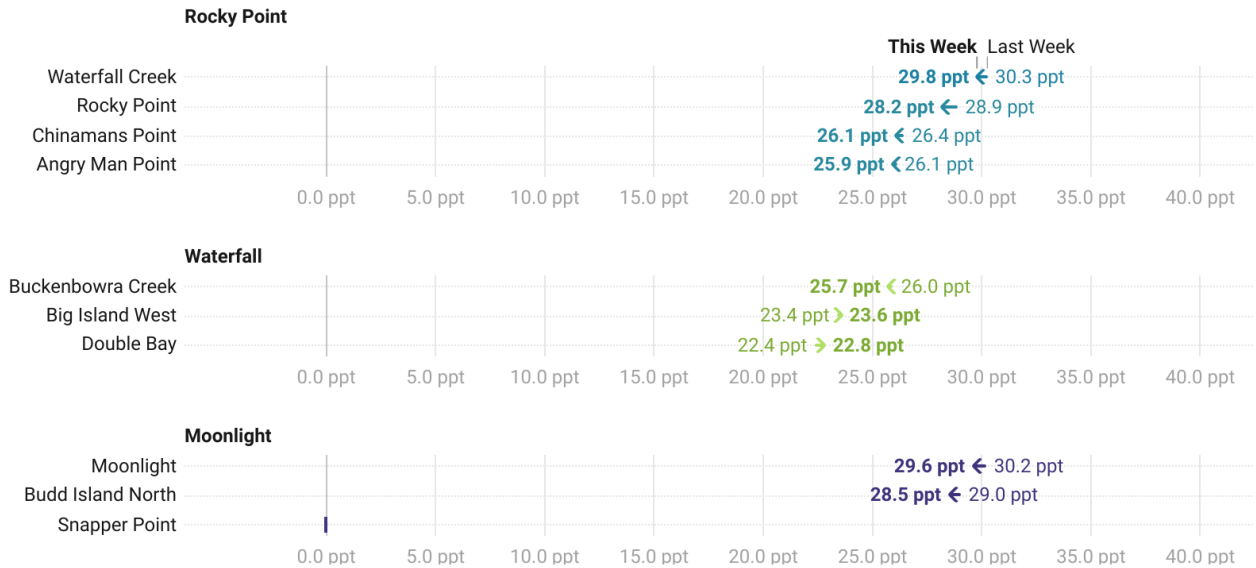 Rocky Point
This Week Last Week
Waterfall Creek 29.8 ppt 30.3 ppt
Rocky Point 28.2 ppt 28.9 ppt
Chinamans Point 26.1 ppt 26.4 ppt
Angry Man Point 25.9 ppt 26.1 ppt
0.0 ppt 5.0 ppt 10.0 ppt 15.0 ppt 20.0 ppt 25.0 ppt 30.0 ppt 35.0 ppt 40.0 ppt
Waterfall
Buckenbowra Creek 25.7 ppt 26.0 ppt
Big Island West 23.4 ppt 23.6 ppt
Double Bay 22.4 ppt 22.8 ppt
0.0 ppt 5.0 ppt 10.0 ppt 15.0 ppt 20.0 ppt 25.0 ppt 30.0 ppt 35.0 ppt 40.0 ppt
Moonlight
Moonlight 29.6 ppt 30.2 ppt
Budd Island North 28.5 ppt 29.0 ppt
Snapper Point
0.0 ppt 5.0 ppt 10.0 ppt 15.0 ppt 20.0 ppt 25.0 ppt 30.0 ppt 35.0 ppt 40.0 ppt